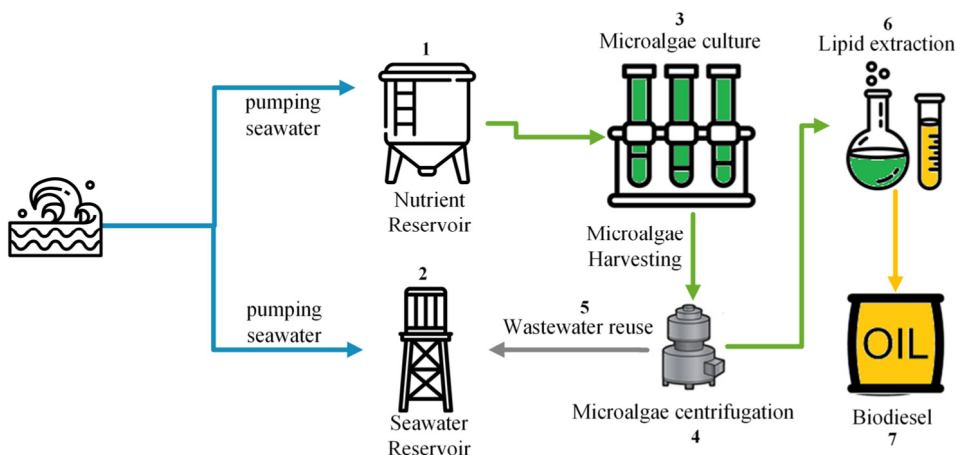 1
pumping
seawater
Nutrient
Reservoir
2
pumping
seawater
Seawater
Reservoir
3
Microalgae culture
Microalgae
Harvesting
5
Wastewater reuse
Microalgae centrifugation
4
6
Lipid extraction
OIL
Biodiesel
7